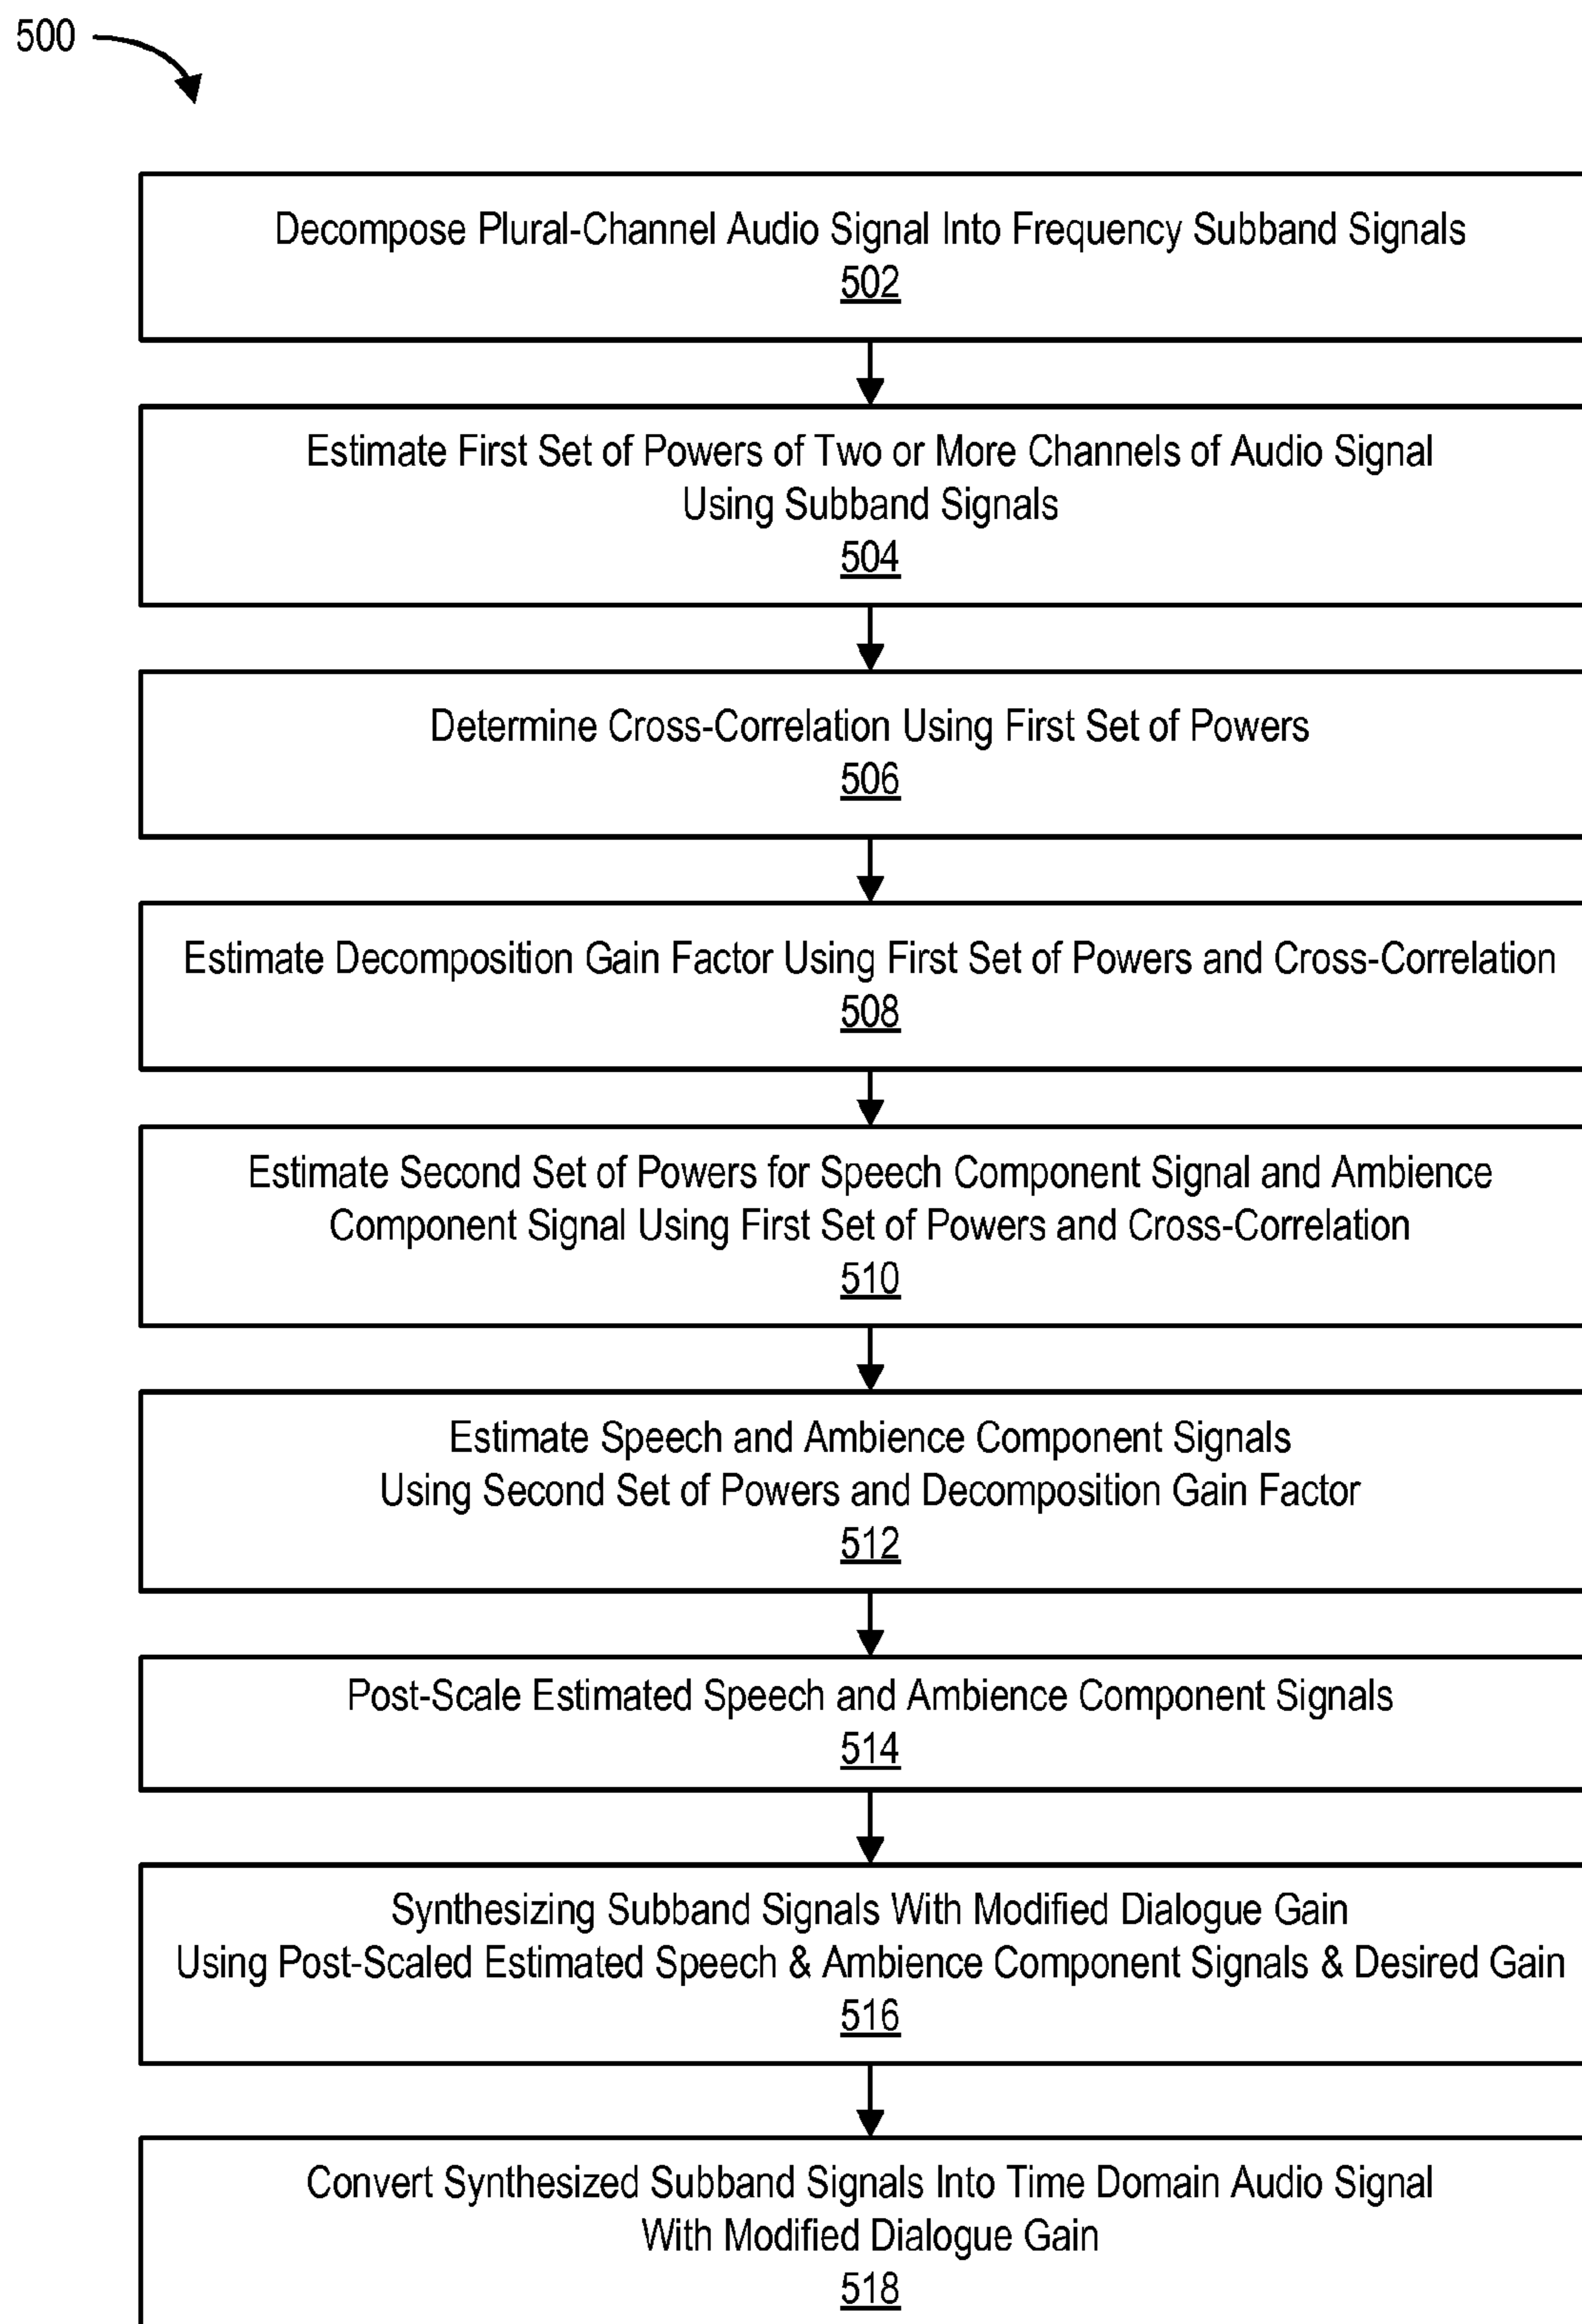 500
Decompose Plural-Channel Audio Signal Into Frequency Subband Signals
502
Estimate First Set of Powers of Two or More Channels of Audio Signal
Using Subband Signals
504
Determine Cross-Correlation Using First Set of Powers
506
Estimate Decomposition Gain Factor Using First Set of Powers and Cross-Correlation
508
Estimate Second Set of Powers for Speech Component Signal and Ambience
Component Signal Using First Set of Powers and Cross-Correlation
510
Estimate Speech and Ambience Component Signals
Using Second Set of Powers and Decomposition Gain Factor
512
Post-Scale Estimated Speech and Ambience Component Signals
514
Synthesizing Subband Signals With Modified Dialogue Gain
Using Post-Scaled Estimated Speech & Ambience Component Signals & Desired Gain
516
Convert Synthesized Subband Signals Into Time Domain Audio Signal
With Modified Dialogue Gain
518